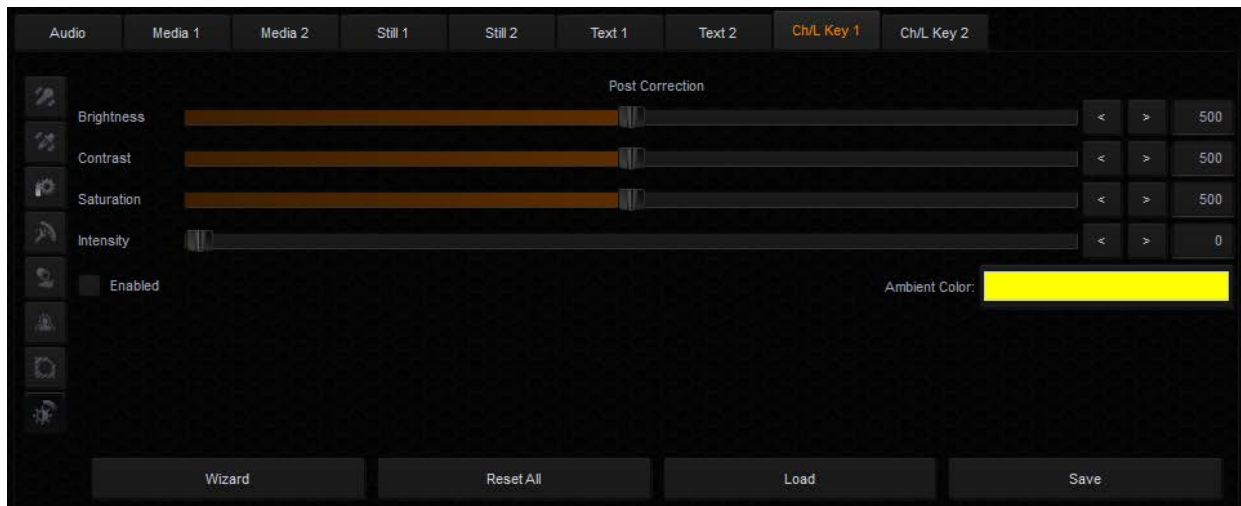 Audio Media 1 Media 2 Still 1 Still 2 Text 1 Text 2 Ch/L Key 1 Ch/L Key 2
Post Correction
Brightness < > 500
Contrast < > 500
Saturation < > 500
Intensity < > 0
Enabled Ambient Color:
Wizard Reset All Load Save